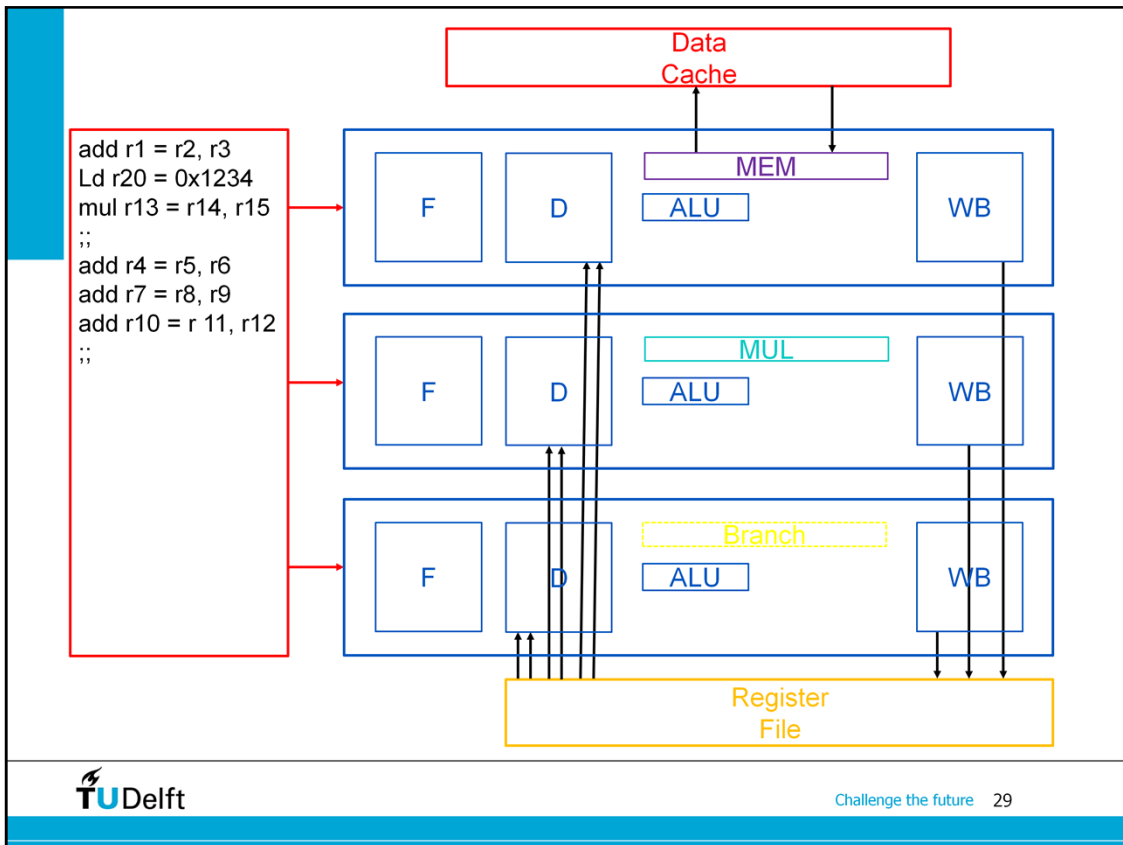 Data
Cache
add r1 = r2, r3
Ld r20 = 0x1234
mul r13 = r14, r15
;;
add r4 = r5, r6
add r7 = r8, r9
add r10 = r 11, r12
;;
F
D
MEM
ALU
WB
F
D
MUL
ALU
WB
F
D
Branch
ALU
WB
Register
File
TUDelft
Challenge the future 29